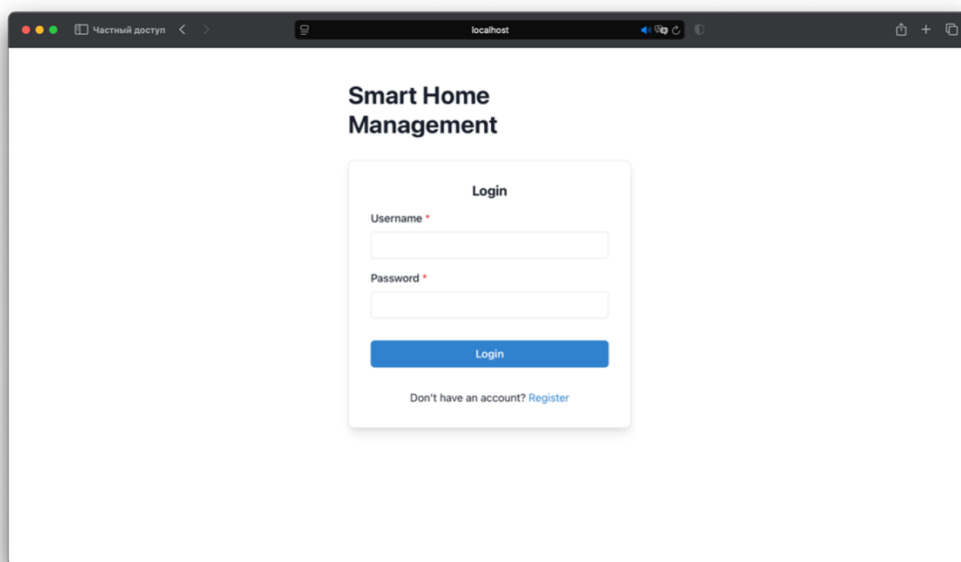 Частный доступ
localhost
Smart Home
Management
Login
Username *
Password *
Login
Don't have an account? Register